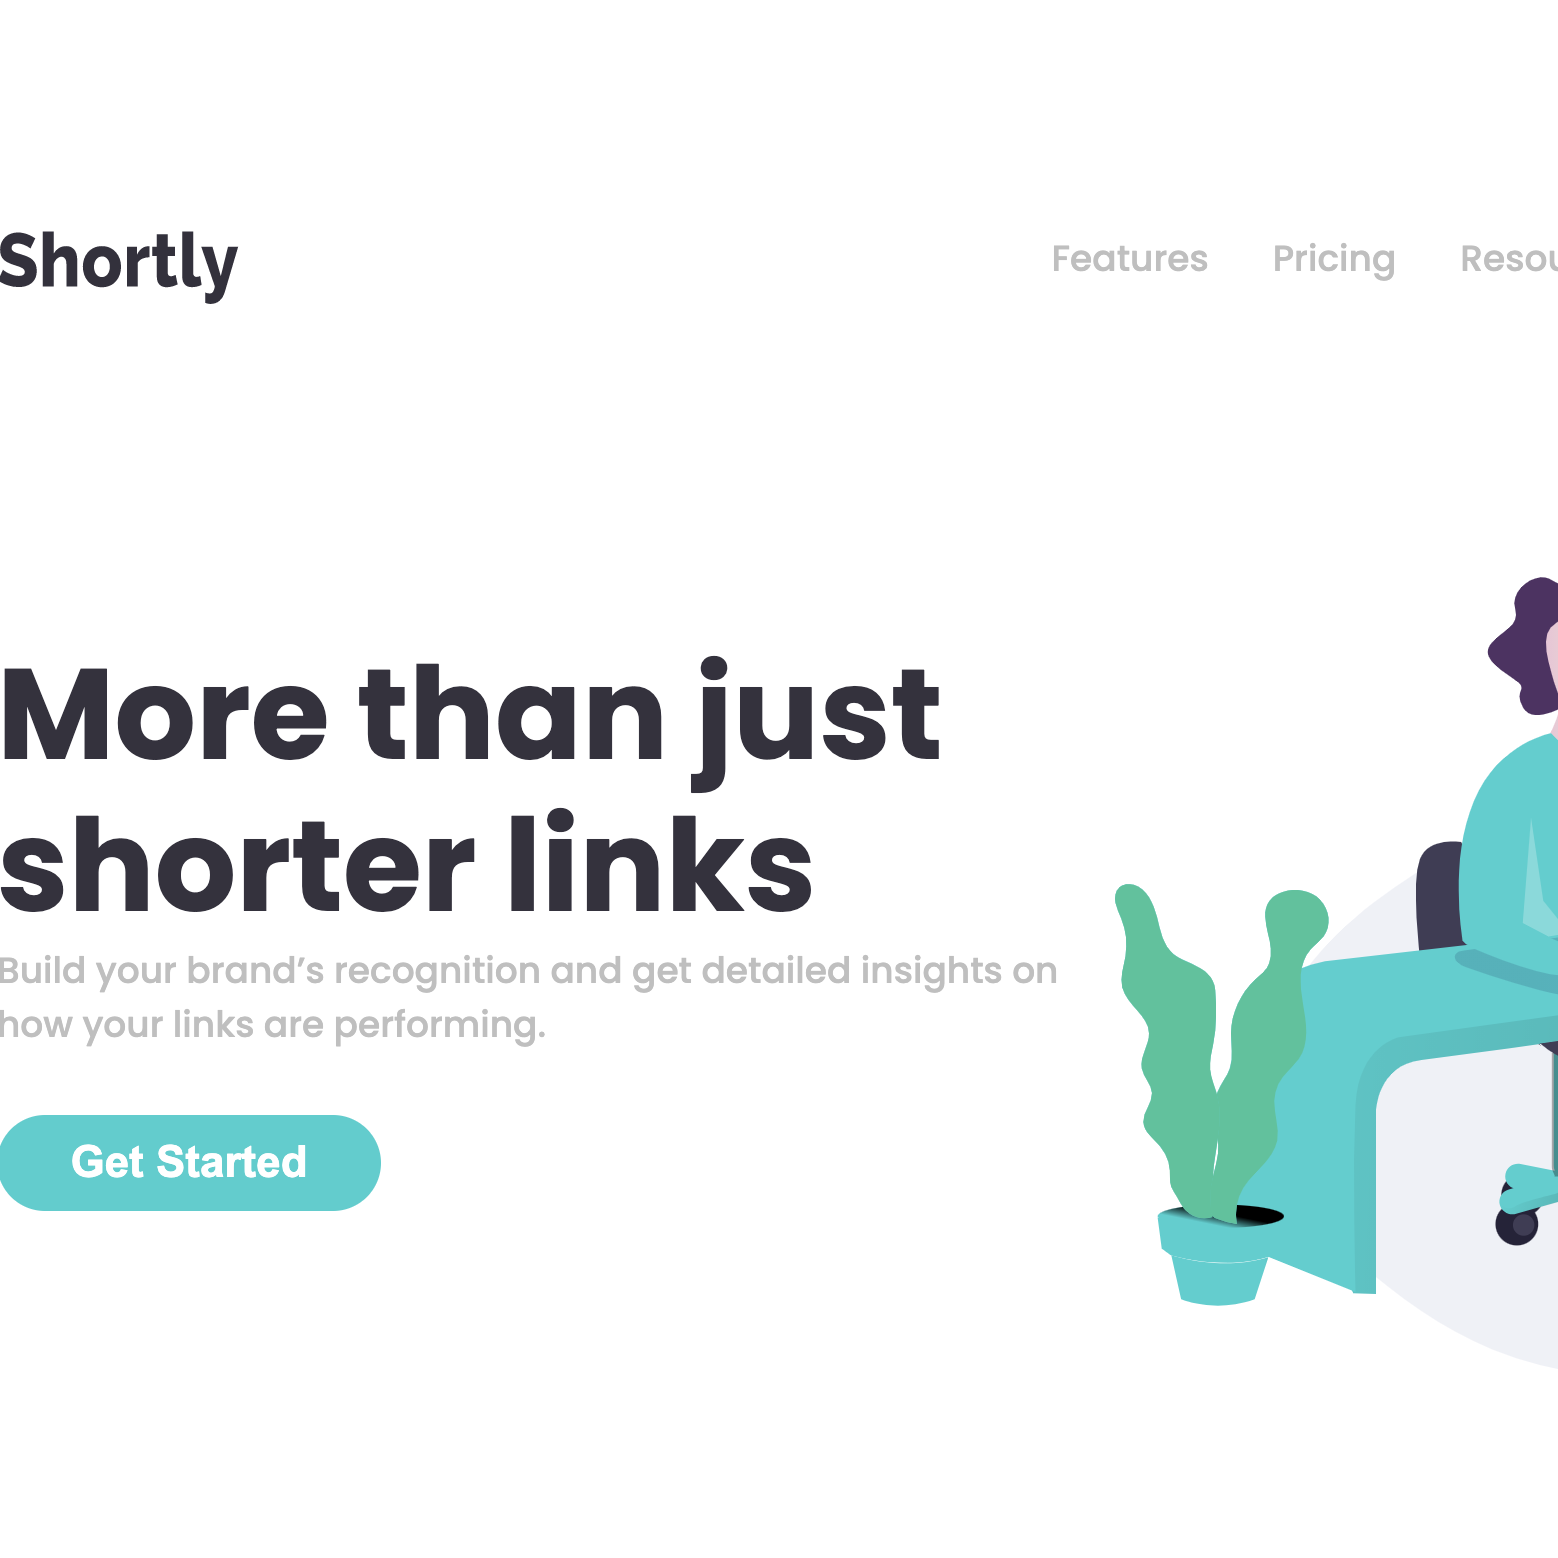 Shortly
Features Pricing Resou
More than just
shorter links
Build your brand’s recognition and get detailed insights on
how your links are performing.
Get Started